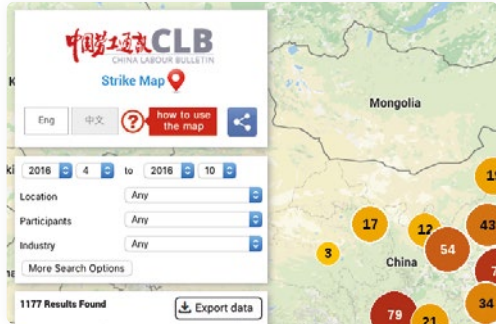 中国劳工通讯 CLB
CHINA LABOUR BULLETIN
Strike Map
Eng
中文
?
how to use
the map
2016 4 to 2016 10
Location Any
Participants Any
Industry Any
More Search Options
1177 Results Found
Export data
Mongolia
17
12
43
54
3
China
34
79
21